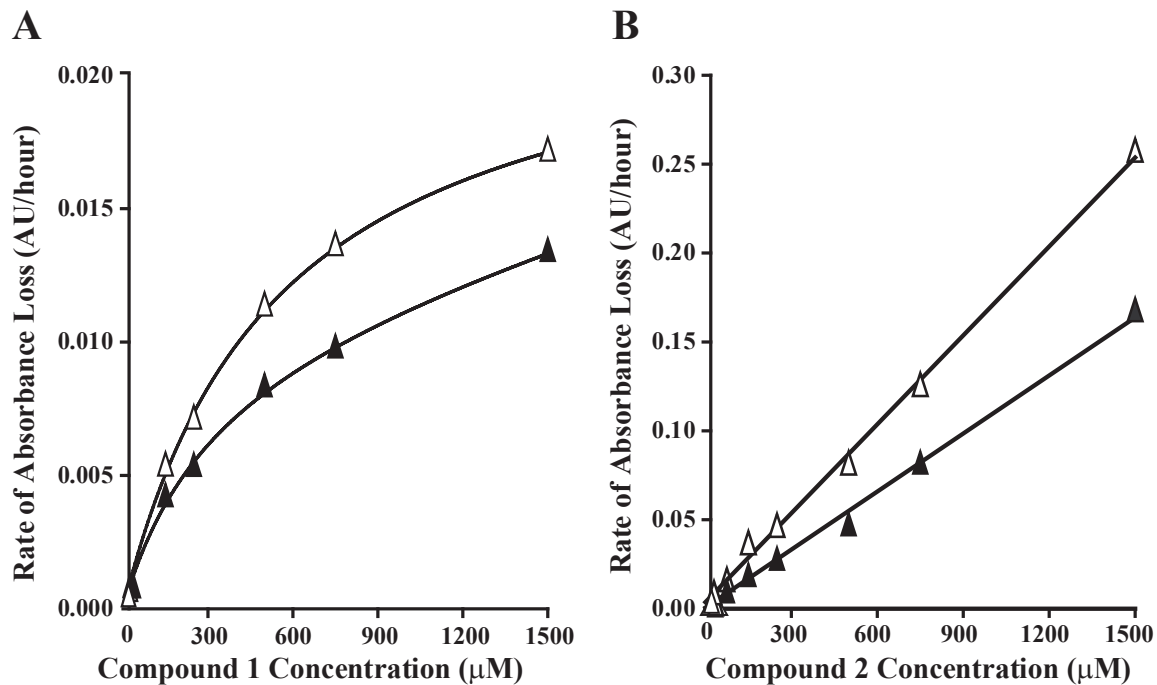 A
Rate of Absorbance Loss (AU/hour)
0.020
0.015
0.010
0.005
0.000
0 300 600 900 1200 1500
Compound 1 Concentration (μM)
B
Rate of Absorbance Loss (AU/hour)
0.30
0.25
0.20
0.15
0.10
0.05
0.00
0 300 600 900 1200 1500
Compound 2 Concentration (μM)